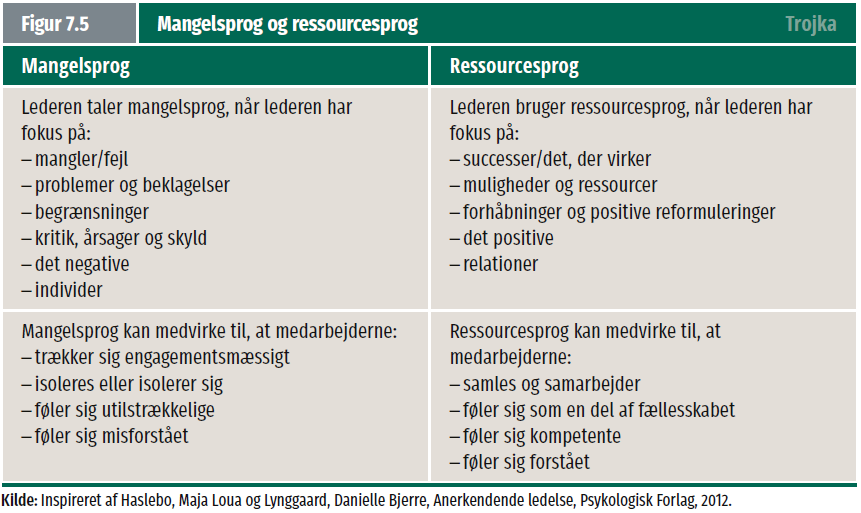 Figur 7.5 Mangelsprog og ressourcesprog Trojka
Mangelsprog
Lederen taler mangelsprog, når lederen har
fokus på:
– mangler/fejl
– problemer og beklagelser
– begrænsninger
– kritik, årsager og skyld
– det negative
– individer
Mangelsprog kan medvirke til, at medarbejderne:
– trækker sig engagementsmæssigt
– isoleres eller isolerer sig
– føler sig utilstrækkelige
– føler sig misforstået
Ressourcesprog
Lederen bruger ressourcesprog, når lederen har
fokus på:
– successer/det, der virker
– muligheder og ressourcer
– forhåbninger og positive reformuleringer
– det positive
– relationer
Ressourcesprog kan medvirke til, at
medarbejderne:
– samles og samarbejder
– føler sig som en del af fællesskabet
– føler sig kompetente
– føler sig forstået
Kilde: Inspireret af Haslebo, Maja Loua og Lynggaard, Danielle Bjerre, Anerkendende ledelse, Psykologisk Forlag, 2012.